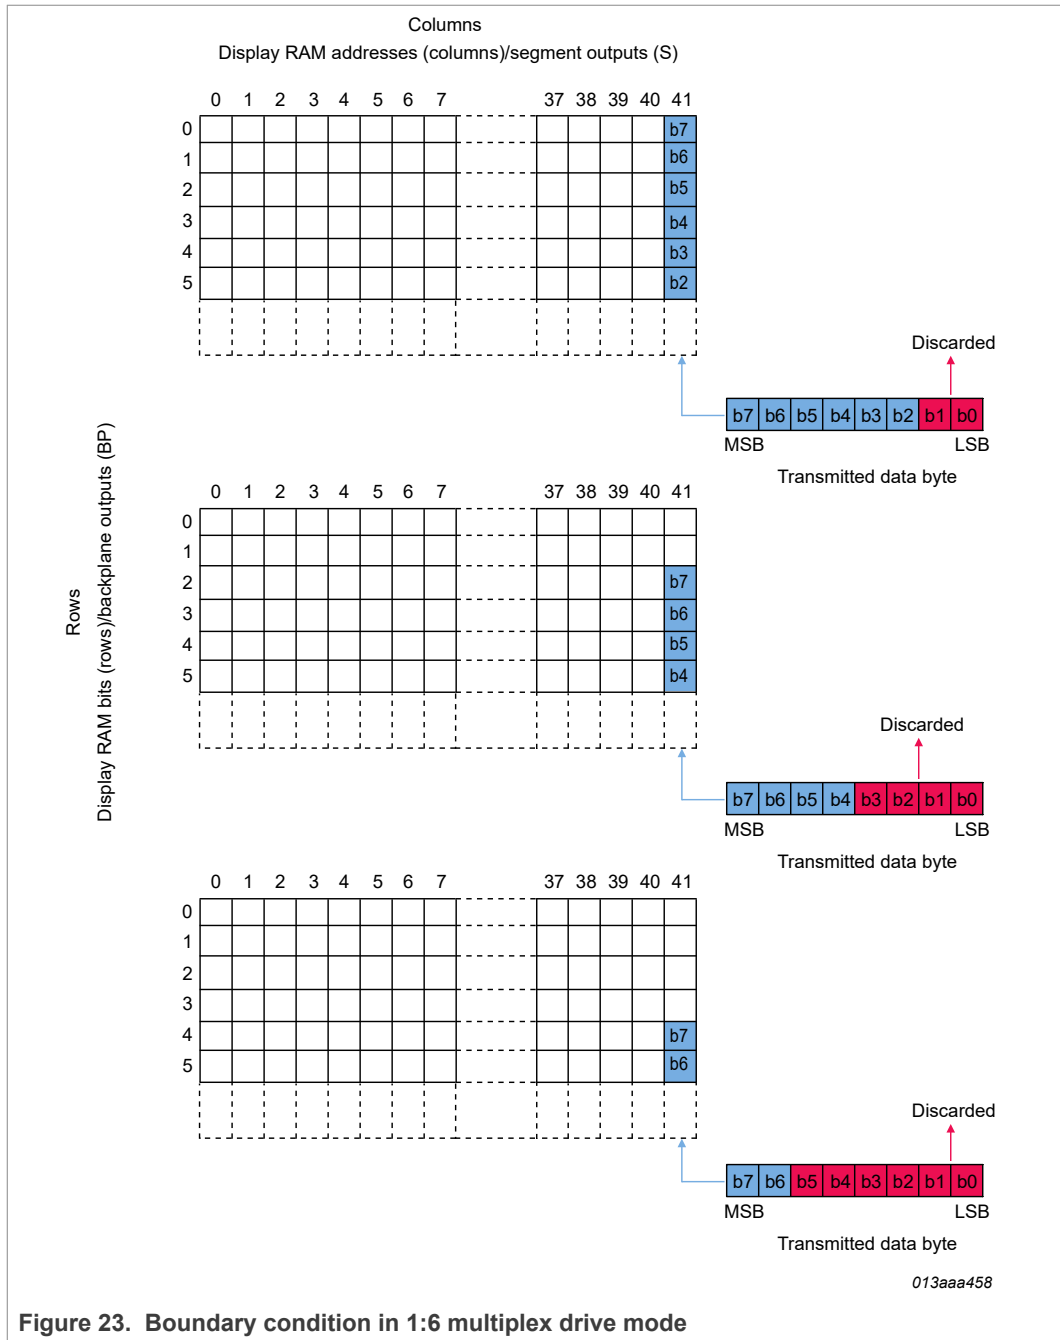 Columns
Display RAM addresses (columns)/segment outputs (S)
0 1 2 3 4 5 6 7 37 38 39 40 41
0 b7
1 b6
2 b5
3 b4
4 b3
5 b2
Discarded
b7 b6 b5 b4 b3 b2 b1 b0
MSB LSB
Transmitted data byte
Rows
Display RAM bits (rows)/backplane outputs (BP)
0 1 2 3 4 5 6 7 37 38 39 40 41
0
1
2 b7
3 b6
4 b5
5 b4
Discarded
b7 b6 b5 b4 b3 b2 b1 b0
MSB LSB
Transmitted data byte
0 1 2 3 4 5 6 7 37 38 39 40 41
0
1
2
3
4 b7
5 b6
Discarded
b7 b6 b5 b4 b3 b2 b1 b0
MSB LSB
Transmitted data byte
013aaa458
Figure 23. Boundary condition in 1:6 multiplex drive mode